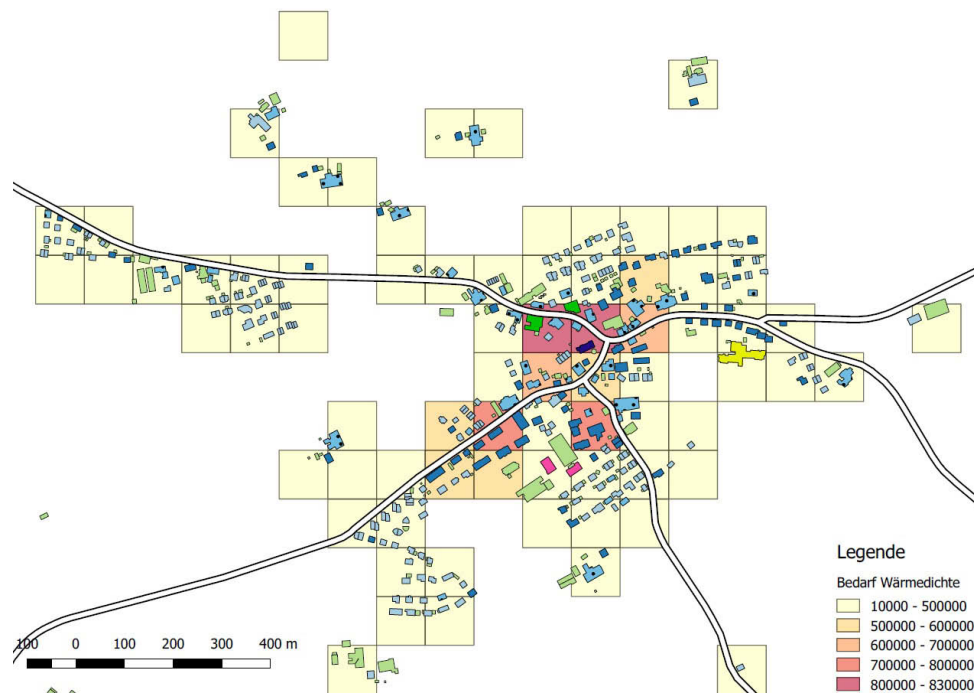 Legende
Bedarf Wärmedichte
10000 - 500000
500000 - 600000
600000 - 700000
700000 - 800000
800000 - 830000
100 0 100 200 300 400 m